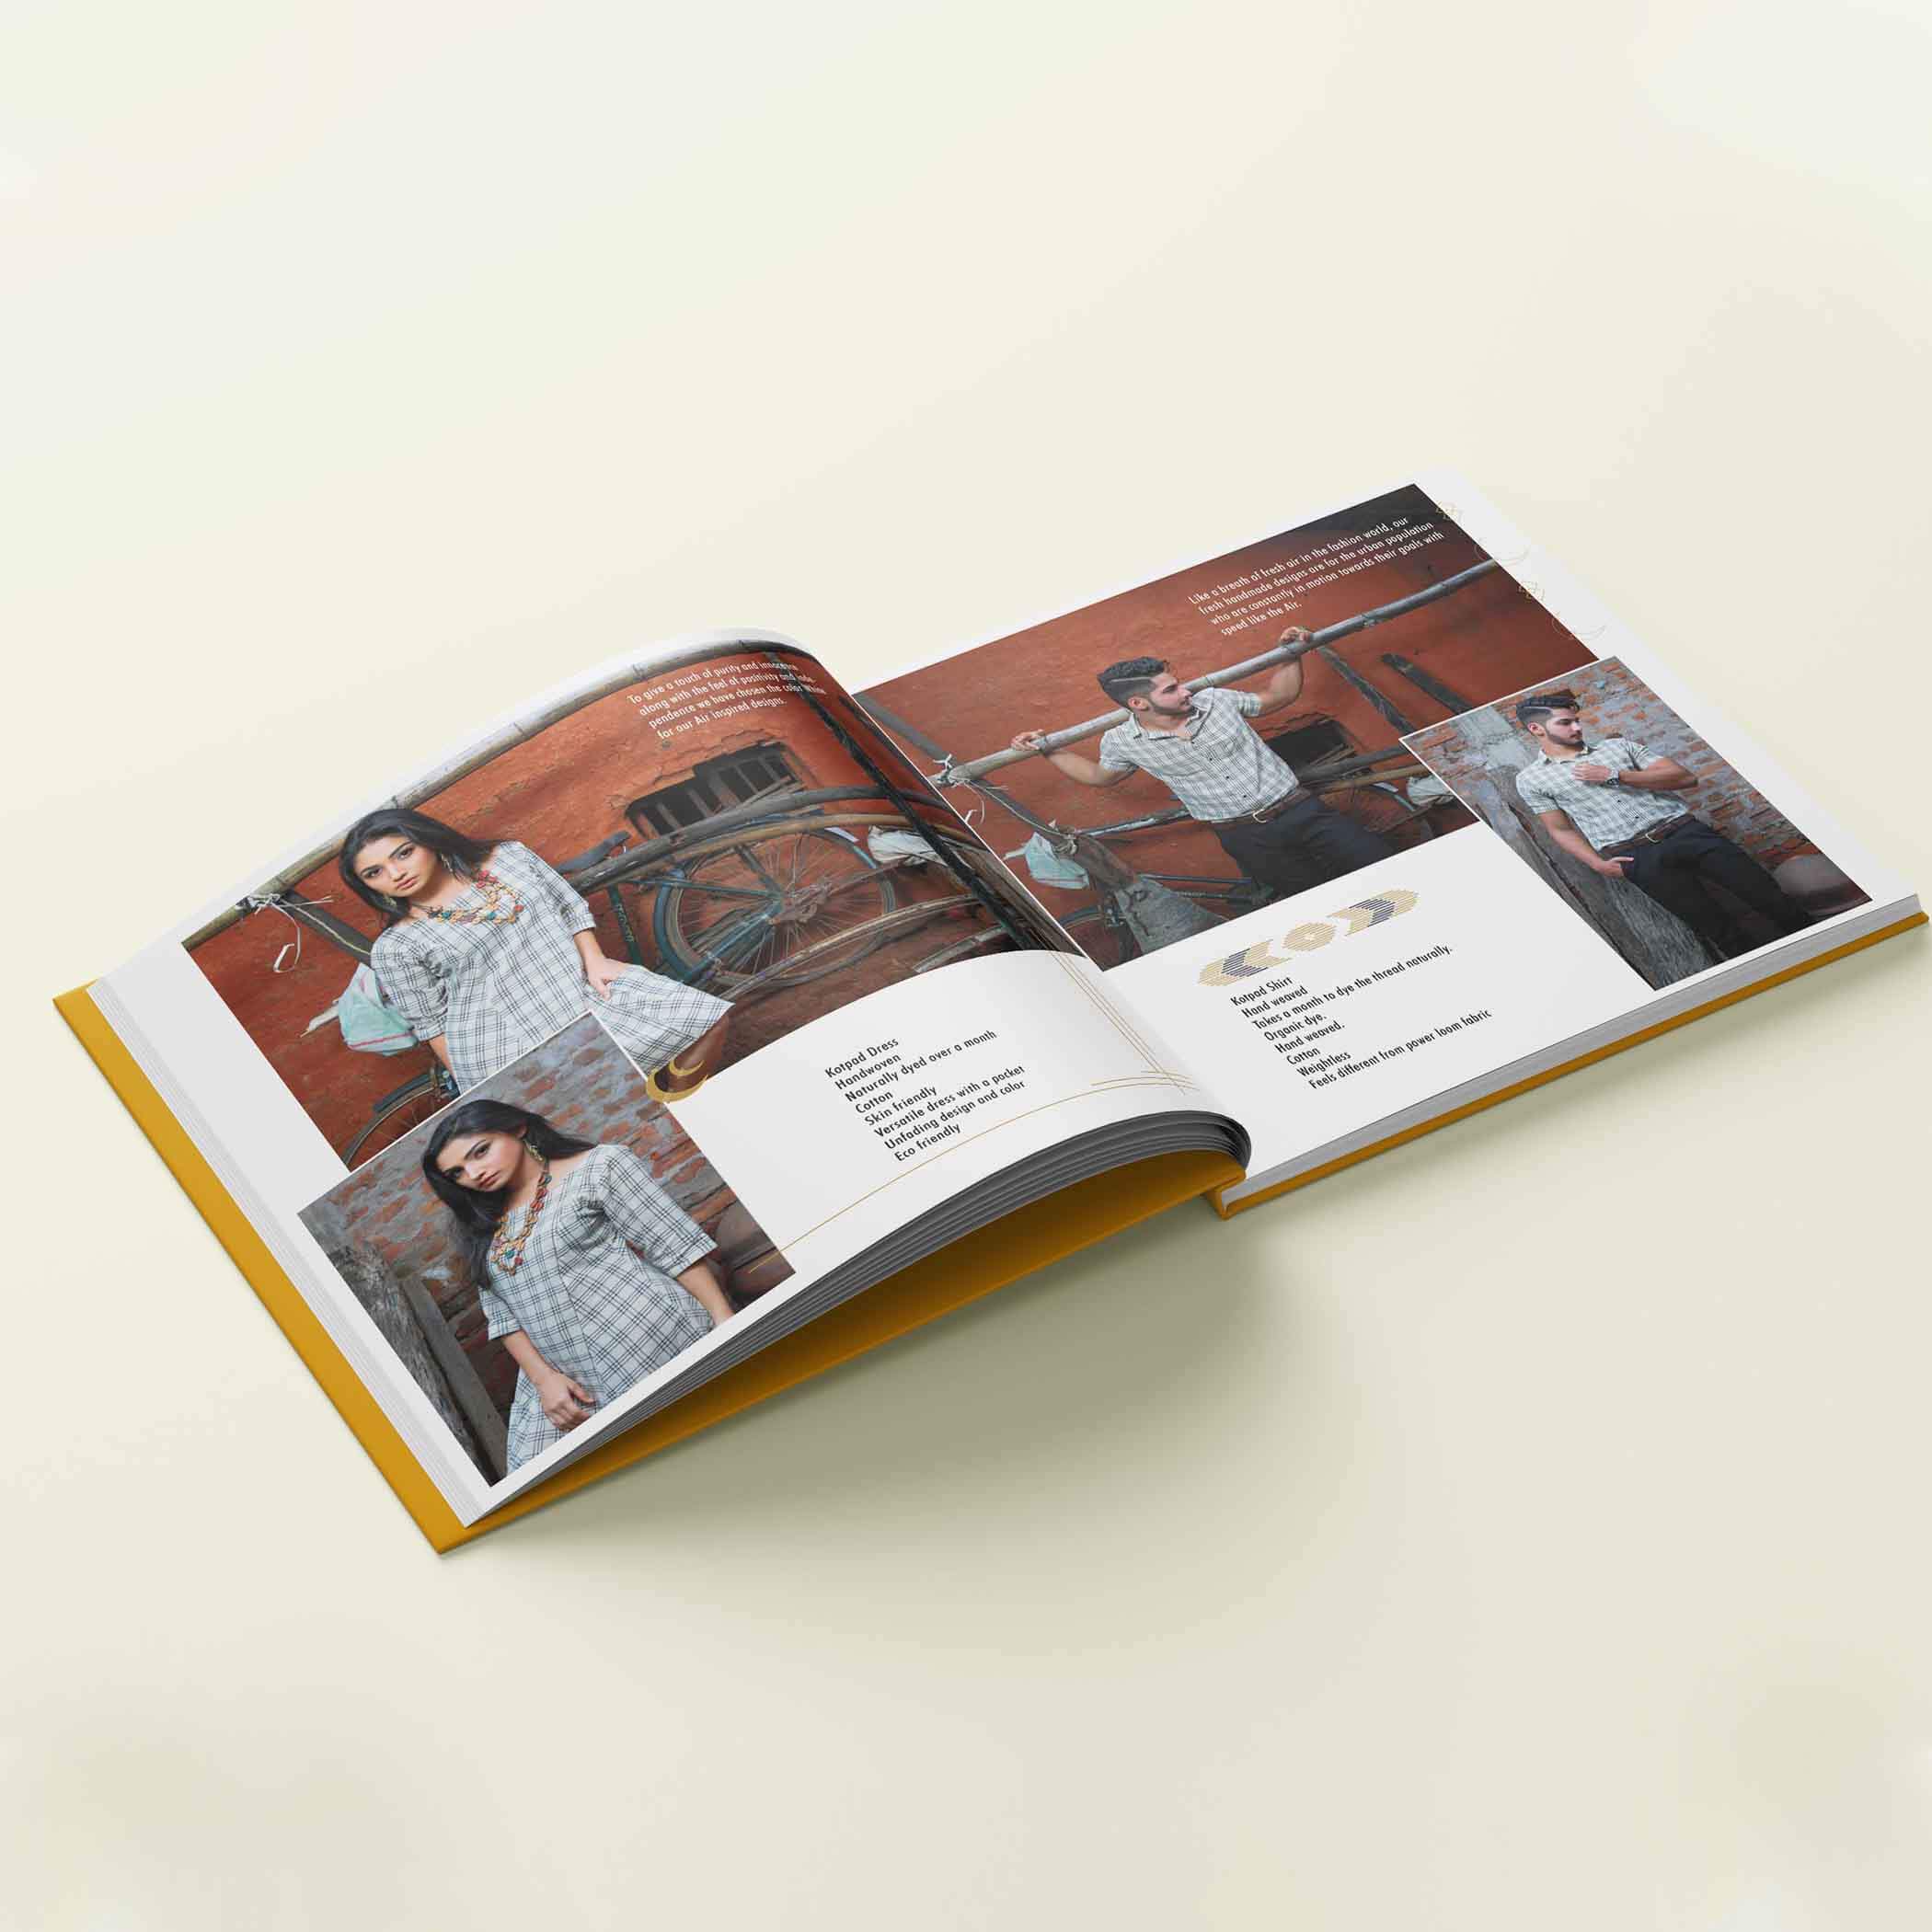 To give a touch of purity and innocence
along with the feel of positivity and inde-
pendence we have chosen the color White
for our Air inspired designs.
Kotpad Dress
Handwoven
Naturally dyed over a month
Cotton
Skin friendly
Versatile dress with a pocket
Unfading design and color
Eco friendly
Like a breath of fresh air in the fashion world, our
fresh handmade designs are for the urban population
who are constantly in motion towards their goals with
speed like the Air.
Kotpad Shirt
Hand weaved
Takes a month to dye the thread naturally.
Organic dye.
Hand weaved.
Cotton
Weightless
Feels different from power loom fabric